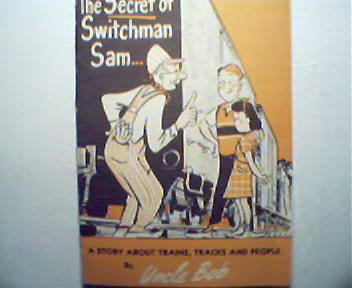 The Secret of
Switchman
Sam...
A STORY ABOUT TRAINS, TRACKS AND PEOPLE
By Uncle Bob